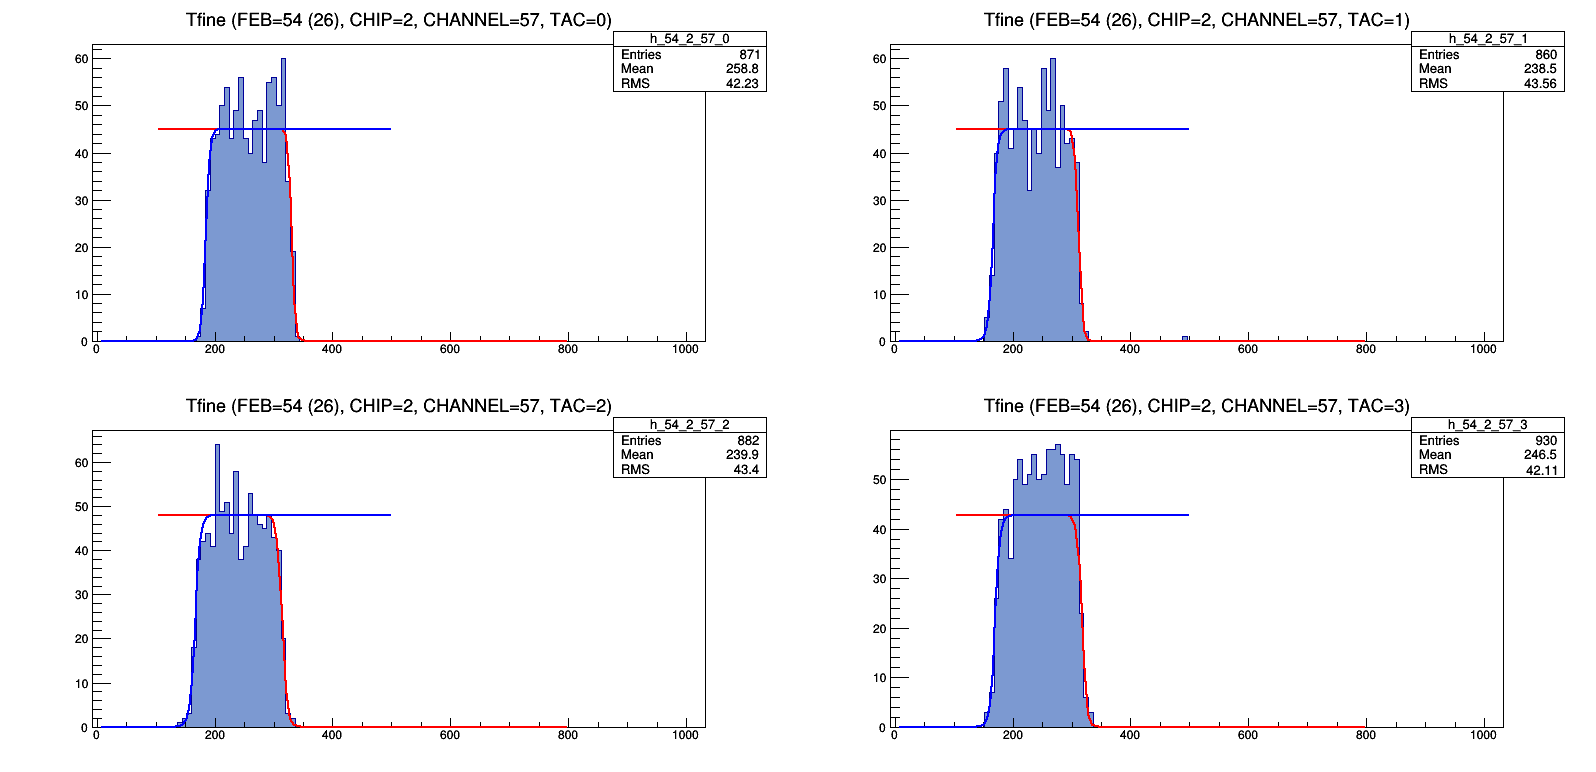 Tfine (FEB=54 (26), CHIP=2, CHANNEL=57, TAC=0)
h_54_2_57_0
Entries 871
Mean 258.8
RMS 42.23
60
50
40
30
20
10
0
0 200 400 600 800 1000
Tfine (FEB=54 (26), CHIP=2, CHANNEL=57, TAC=1)
h_54_2_57_1
Entries 860
Mean 238.5
RMS 43.56
60
50
40
30
20
10
0
0 200 400 600 800 1000
Tfine (FEB=54 (26), CHIP=2, CHANNEL=57, TAC=2)
h_54_2_57_2
Entries 882
Mean 239.9
RMS 43.4
60
50
40
30
20
10
0
0 200 400 600 800 1000
Tfine (FEB=54 (26), CHIP=2, CHANNEL=57, TAC=3)
h_54_2_57_3
Entries 930
Mean 246.5
RMS 42.11
50
40
30
20
10
0
0 200 400 600 800 1000